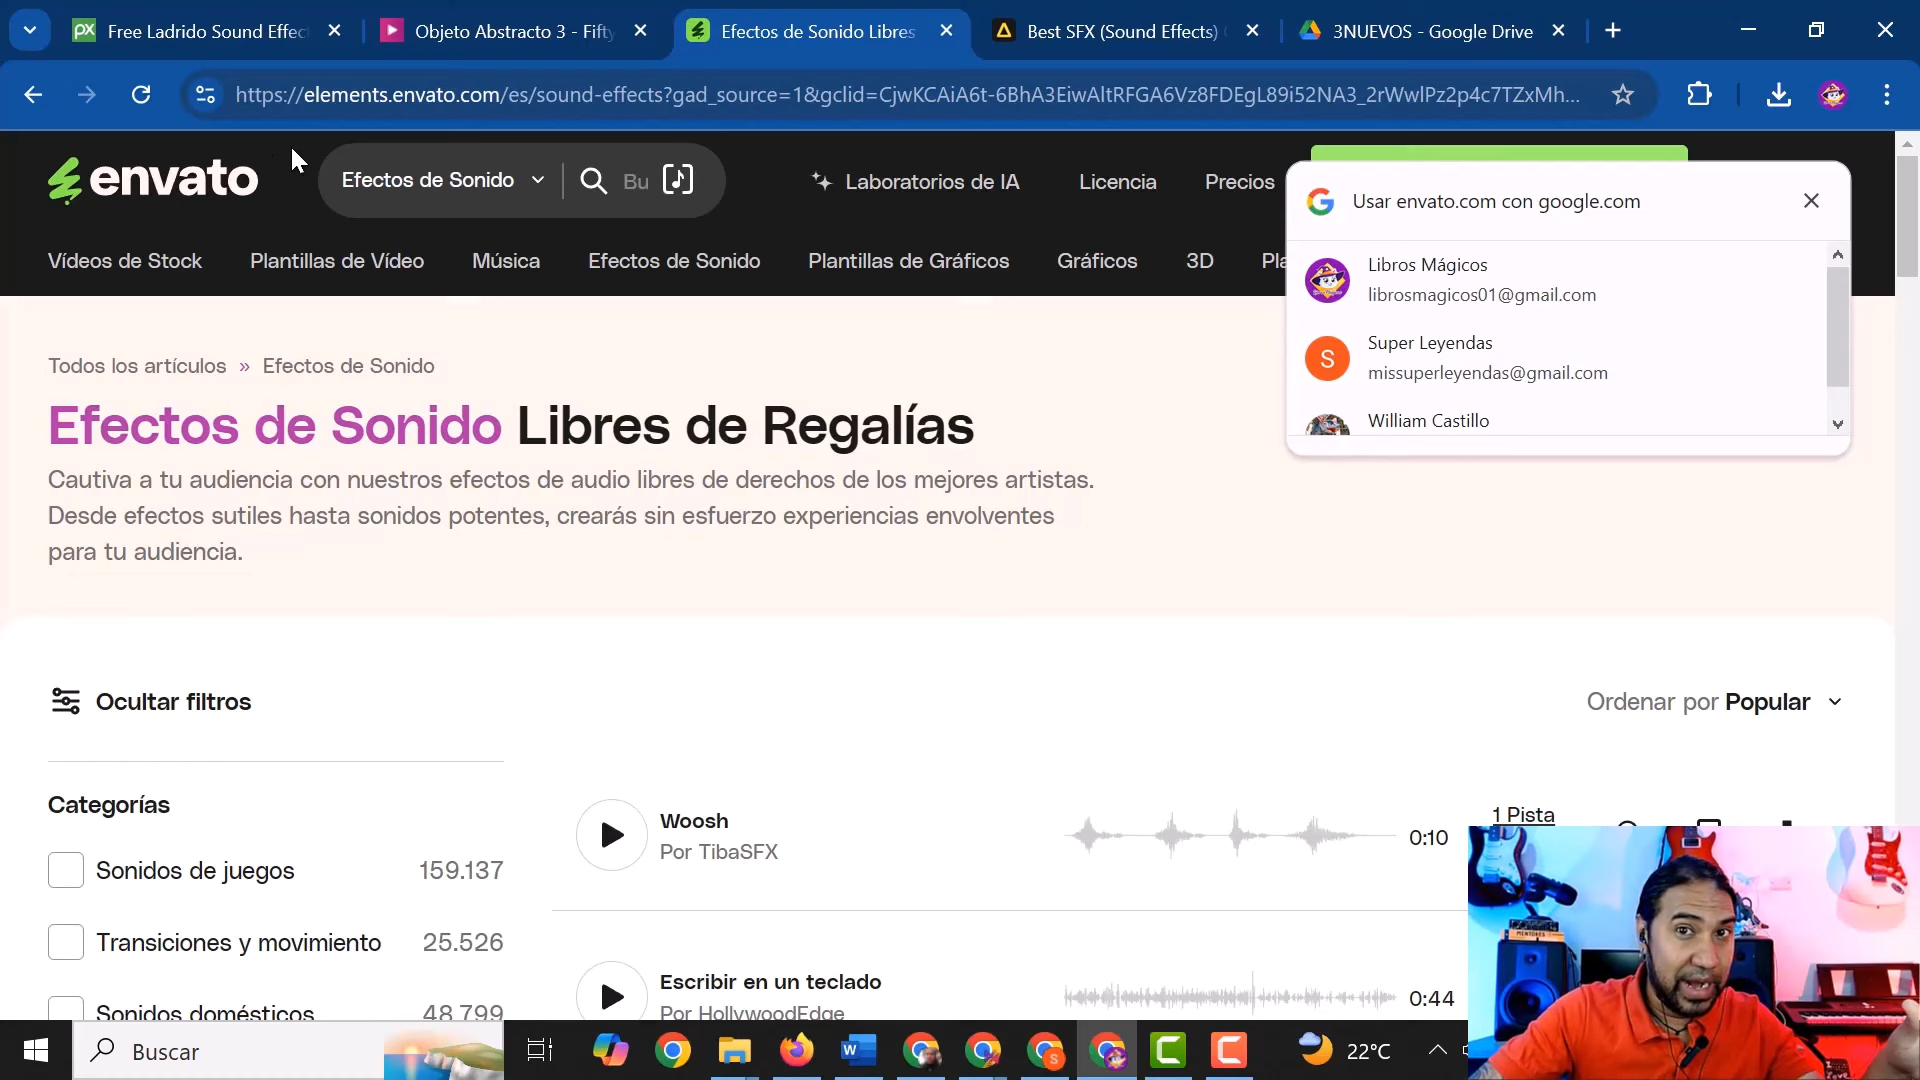 Free Ladrido Sound Effec
Objeto Abstracto 3 - Fifty
Efectos de Sonido Libres
Best SFX (Sound Effects)
3NUEVOS - Google Drive
https://elements.envato.com/es/sound-effects?gad_source=1&gclid=CjwKCAiA6t-6BhA3EiwAltRFGA6Vz8FDEgL89i52NA3_2rWwlPz2p4c7TZxMh...
envato
Efectos de Sonido
Bu
Laboratorios de IA
Licencia
Precios
Usar envato.com con google.com
Libros Mágicos
librosmagicos01@gmail.com
Super Leyendas
missuperleyendas@gmail.com
William Castillo
Vídeos de Stock
Plantillas de Vídeo
Música
Efectos de Sonido
Plantillas de Gráficos
Gráficos
3D
Pla
Todos los artículos » Efectos de Sonido
Efectos de Sonido Libres de Regalías
Cautiva a tu audiencia con nuestros efectos de audio libres de derechos de los mejores artistas.
Desde efectos sutiles hasta sonidos potentes, crearás sin esfuerzo experiencias envolventes
para tu audiencia.
Ocultar filtros
Ordenar por Popular
Categorías
Sonidos de juegos 159.137
Transiciones y movimiento 25.526
Sonidos domésticos 48.799
Woosh
Por TibaSFX
0:10
1 Pista
Escribir en un teclado
Por HollywoodEdge
0:44
MENTORES
Buscar
22°C